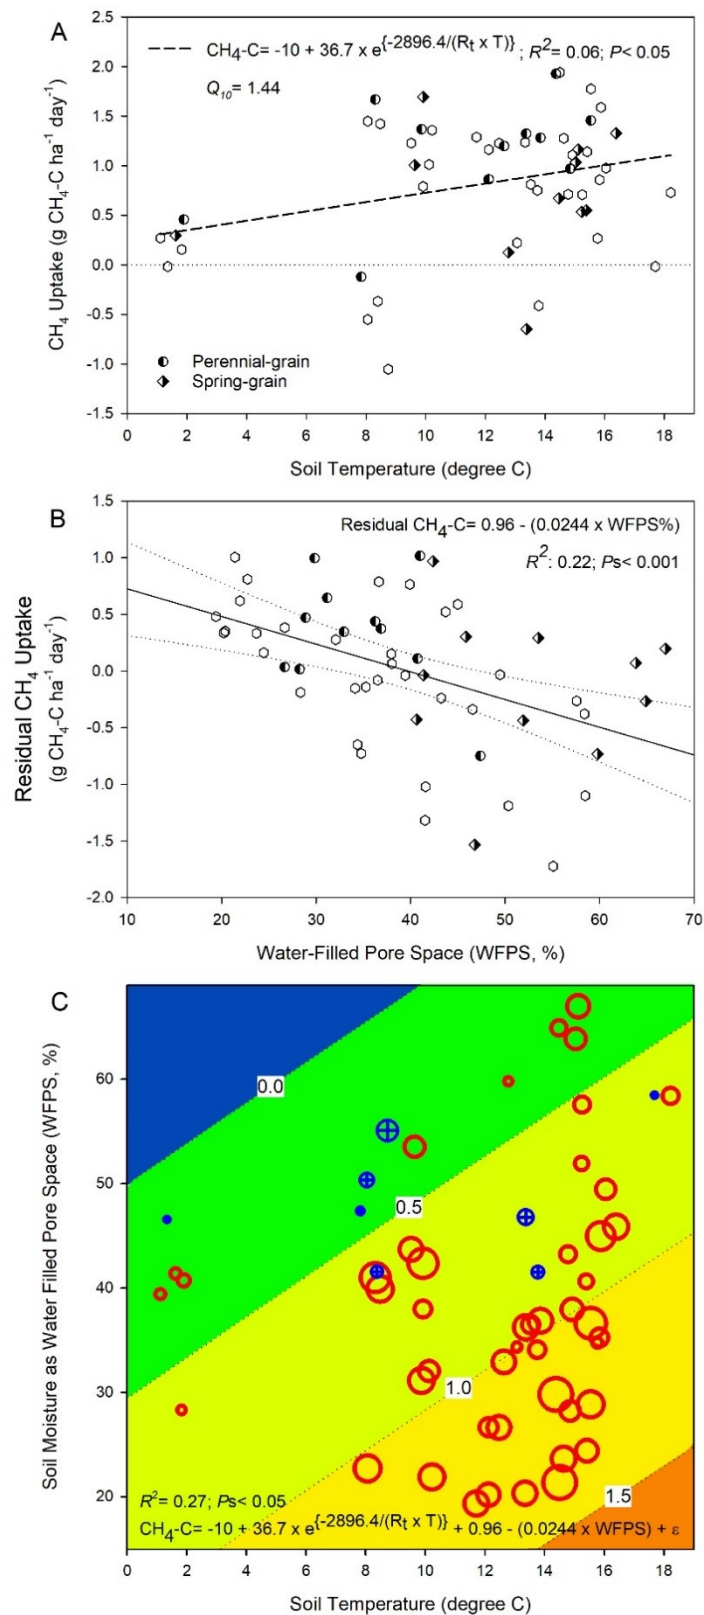 A
CH₄-C= -10 + 36.7 x e^{-2896.4/(Rₜ x T)} ; R²= 0.06; P< 0.05
Q₁₀= 1.44
CH₄ Uptake (g CH₄-C ha⁻¹ day⁻¹)
2.5
2.0
1.5
1.0
0.5
0.0
-0.5
-1.0
-1.5
Perennial-grain
Spring-grain
0 2 4 6 8 10 12 14 16 18
Soil Temperature (degree C)
B
Residual CH₄-C= 0.96 - (0.0244 x WFPS%)
R²: 0.22; Ps< 0.001
Residual CH₄ Uptake
(g CH₄-C ha⁻¹ day⁻¹)
1.5
1.0
0.5
0.0
-0.5
-1.0
-1.5
-2.0
10 20 30 40 50 60 70
Water-Filled Pore Space (WFPS, %)
C
Soil Moisture as Water Filled Pore Space (WFPS, %)
60
50
40
30
20
0.0
0.5
1.0
1.5
R²= 0.27; Ps< 0.05
CH₄-C= -10 + 36.7 x e^{-2896.4/(Rₜ x T)} + 0.96 - (0.0244 x WFPS) + ε
0 2 4 6 8 10 12 14 16 18
Soil Temperature (degree C)